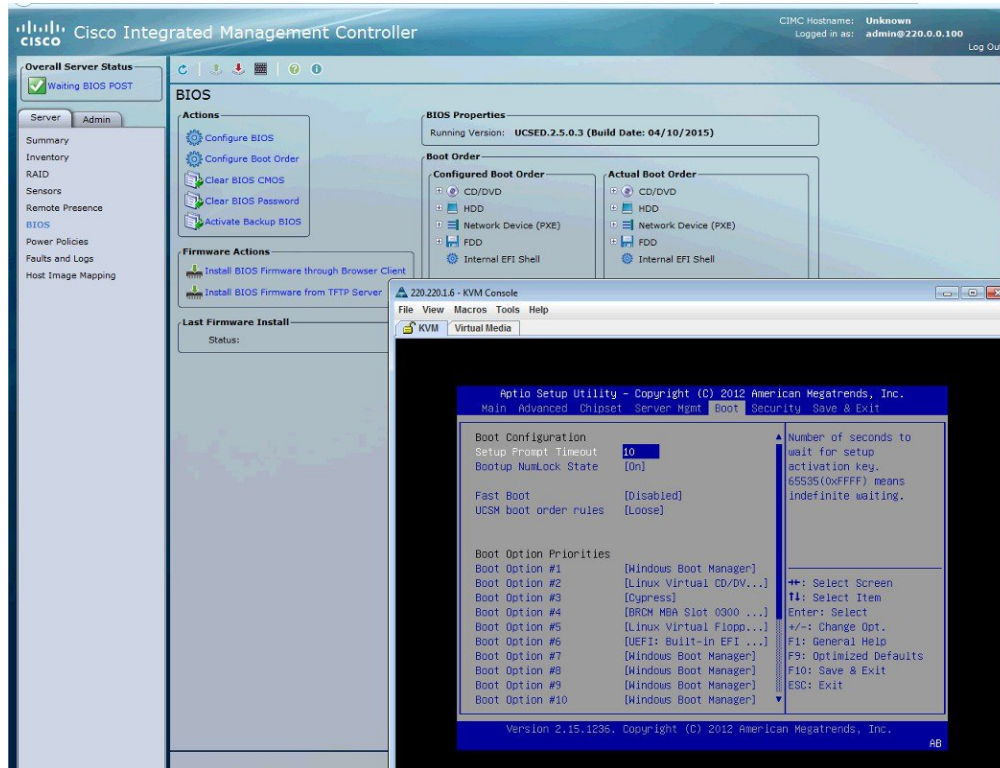 CISCO
Cisco Integrated Management Controller
CIMC Hostname: Unknown
Logged in as: admin@220.0.0.100
Log Out
Overall Server Status
Waiting BIOS POST
Server Admin
Summary
Inventory
RAID
Sensors
Remote Presence
BIOS
Power Policies
Faults and Logs
Host Image Mapping
BIOS
Actions
Configure BIOS
Configure Boot Order
Clear BIOS CMOS
Clear BIOS Password
Activate Backup BIOS
Firmware Actions
Install BIOS Firmware through Browser Client
Install BIOS Firmware from TFTP Server
Last Firmware Install
Status:
BIOS Properties
Running Version: UCSED.2.5.0.3 (Build Date: 04/10/2015)
Boot Order
Configured Boot Order
CD/DVD
HDD
Network Device (PXE)
FDD
Internal EFI Shell
Actual Boot Order
CD/DVD
HDD
Network Device (PXE)
FDD
Internal EFI Shell
220.220.1.6 - KVM Console
File View Macros Tools Help
KVM Virtual Media
Aptio Setup Utility - Copyright (C) 2012 American Megatrends, Inc.
Main Advanced Chipset Server Mgmt Boot Security Save & Exit
Boot Configuration
Setup Prompt Timeout 10
Bootup NumLock State [On]
Fast Boot [Disabled]
UCSM boot order rules [Loose]
Boot Option Priorities
Boot Option #1 [Windows Boot Manager]
Boot Option #2 [Linux Virtual CD/DV...]
Boot Option #3 [Cypress]
Boot Option #4 [BRCM MBA Slot 0300 ...]
Boot Option #5 [Linux Virtual Flopp...]
Boot Option #6 [UEFI: Built-in EFI ...]
Boot Option #7 [Windows Boot Manager]
Boot Option #8 [Windows Boot Manager]
Boot Option #9 [Windows Boot Manager]
Boot Option #10 [Windows Boot Manager]
Number of seconds to
wait for setup
activation key.
65535(0xFFFF) means
indefinite waiting.
→←: Select Screen
↑↓: Select Item
Enter: Select
+/-: Change Opt.
F1: General Help
F9: Optimized Defaults
F10: Save & Exit
ESC: Exit
Version 2.15.1236. Copyright (C) 2012 American Megatrends, Inc.
AB